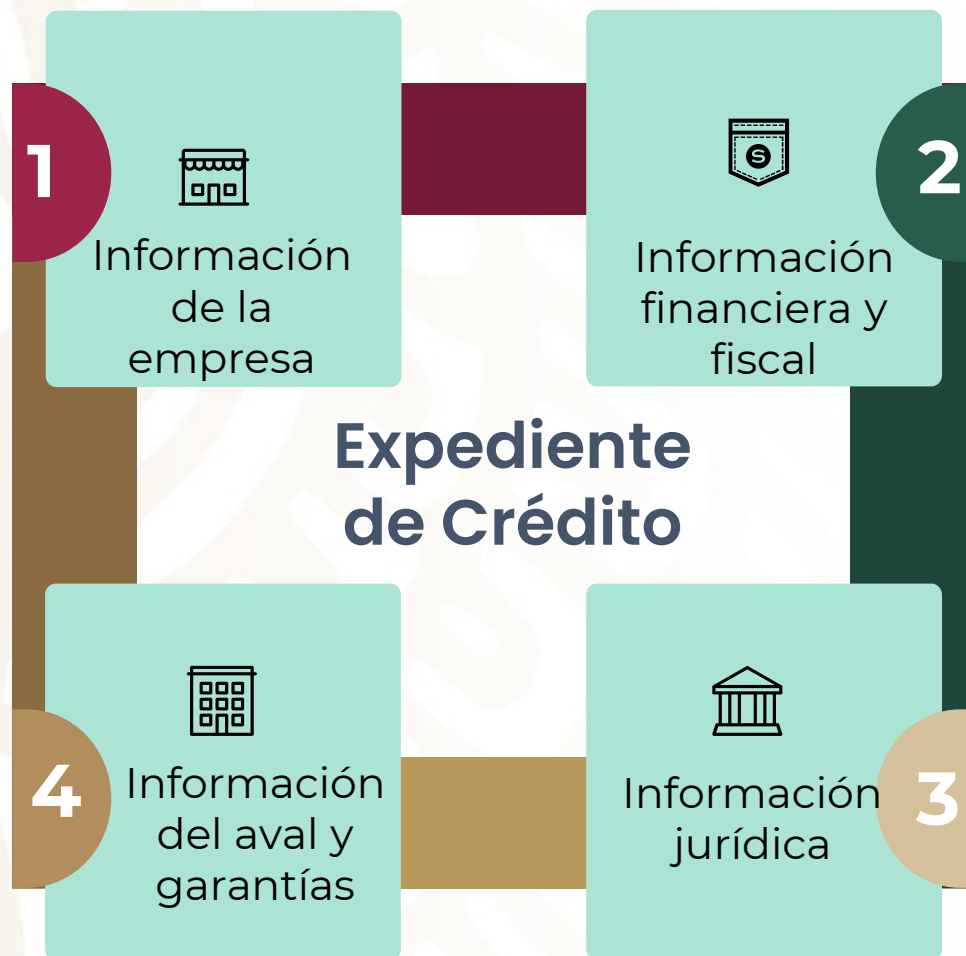 1
Información
de la
empresa
2
Información
financiera y
fiscal
Expediente
de Crédito
4
Información
del aval y
garantías
3
Información
jurídica